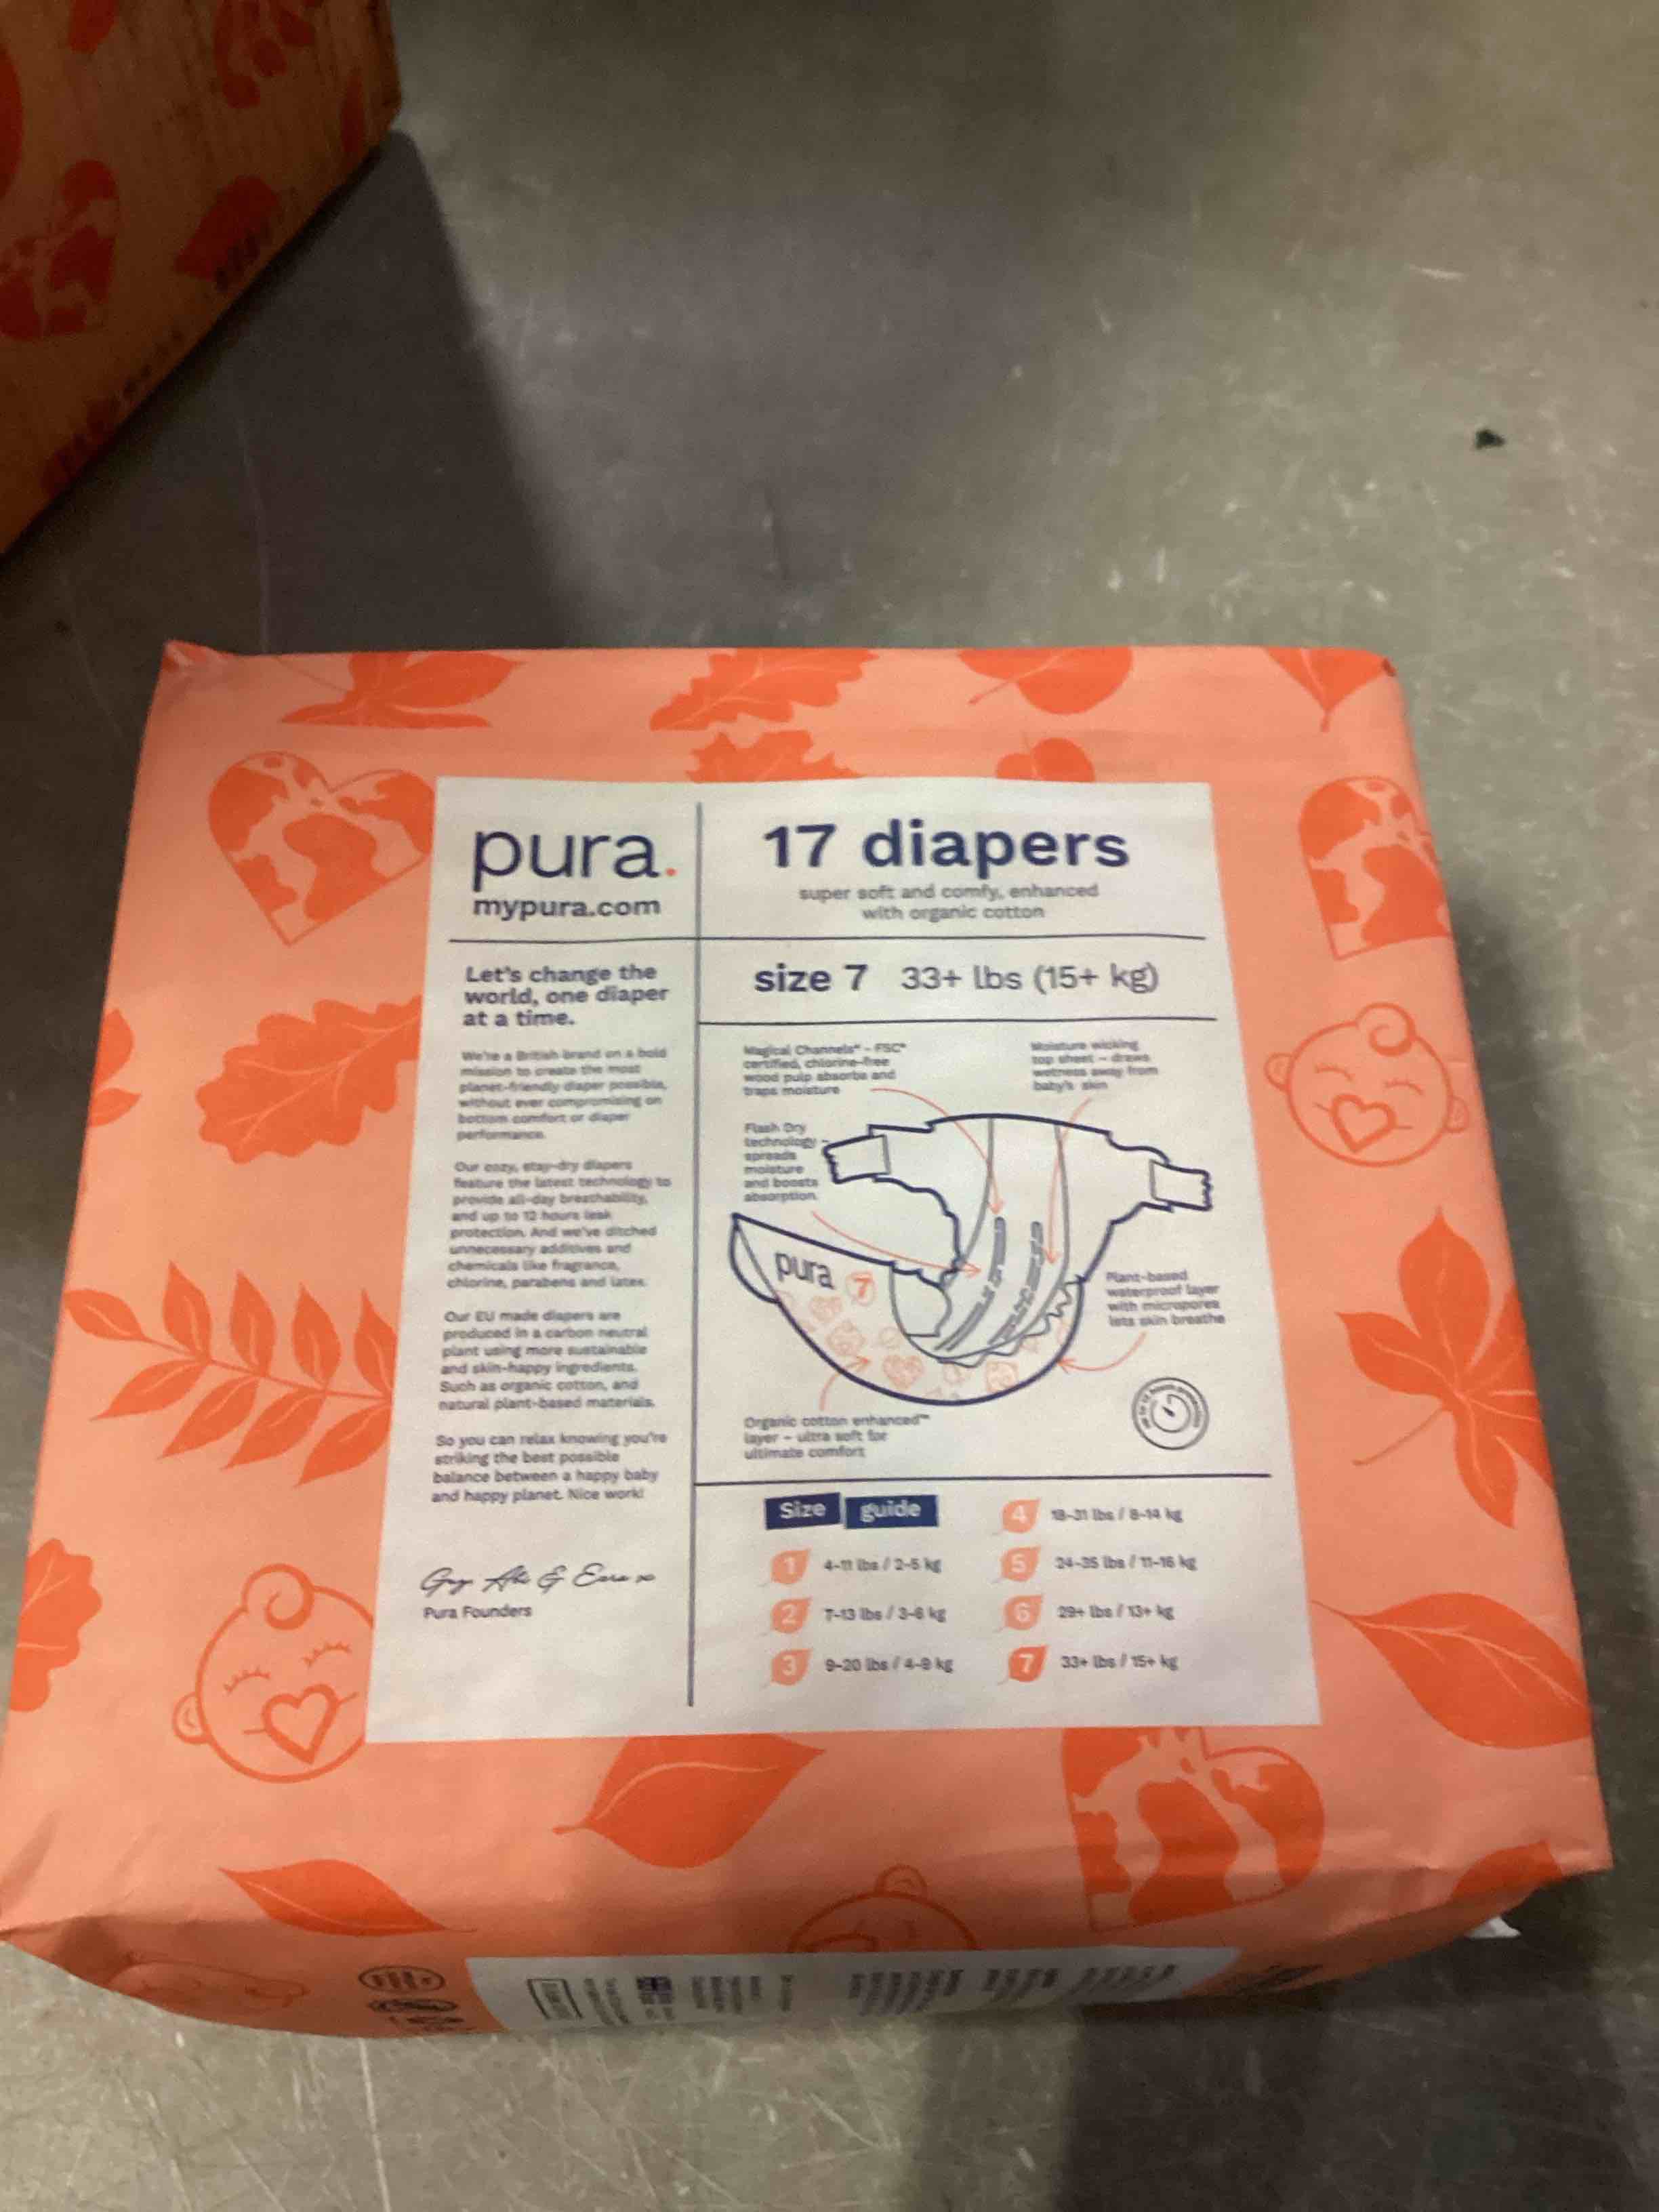 pura.
mypura.com
17 diapers
super soft and comfy, enhanced
with organic cotton
size 7 33+ lbs (15+ kg)
Let's change the
world, one diaper
at a time.
We're a British brand on a bold
mission to create the most
planet-friendly diaper possible,
without ever compromising on
bottom comfort or diaper
performance.
Our cozy, stay-dry diapers
feature the latest technology to
provide all-day breathability,
and up to 12 hours leak
protection. And we've ditched
unnecessary additives and
chemicals like fragrance,
chlorine, parabens and latex.
Our EU made diapers are
produced in a carbon neutral
plant using more sustainable
and skin-happy ingredients.
Such as organic cotton, and
natural plant-based materials.
So you can relax knowing you're
striking the best possible
balance between a happy baby
and happy planet. Nice work!
Pura Founders
Magical Channels* - FSC®
certified, chlorine-free
wood pulp absorbs and
traps moisture
Moisture wicking
top sheet - draws
wetness away from
baby's skin
Flash Dry
technology -
spreads
moisture
and boosts
absorption
pura 7
Plant-based
waterproof layer
with micropores
lets skin breathe
Organic cotton enhanced™
layer - ultra soft for
ultimate comfort
Size guide
1 4-11 lbs / 2-5 kg
2 7-13 lbs / 3-6 kg
3 9-20 lbs / 4-9 kg
4 18-31 lbs / 8-14 kg
5 24-35 lbs / 11-16 kg
6 29+ lbs / 13+ kg
7 33+ lbs / 15+ kg